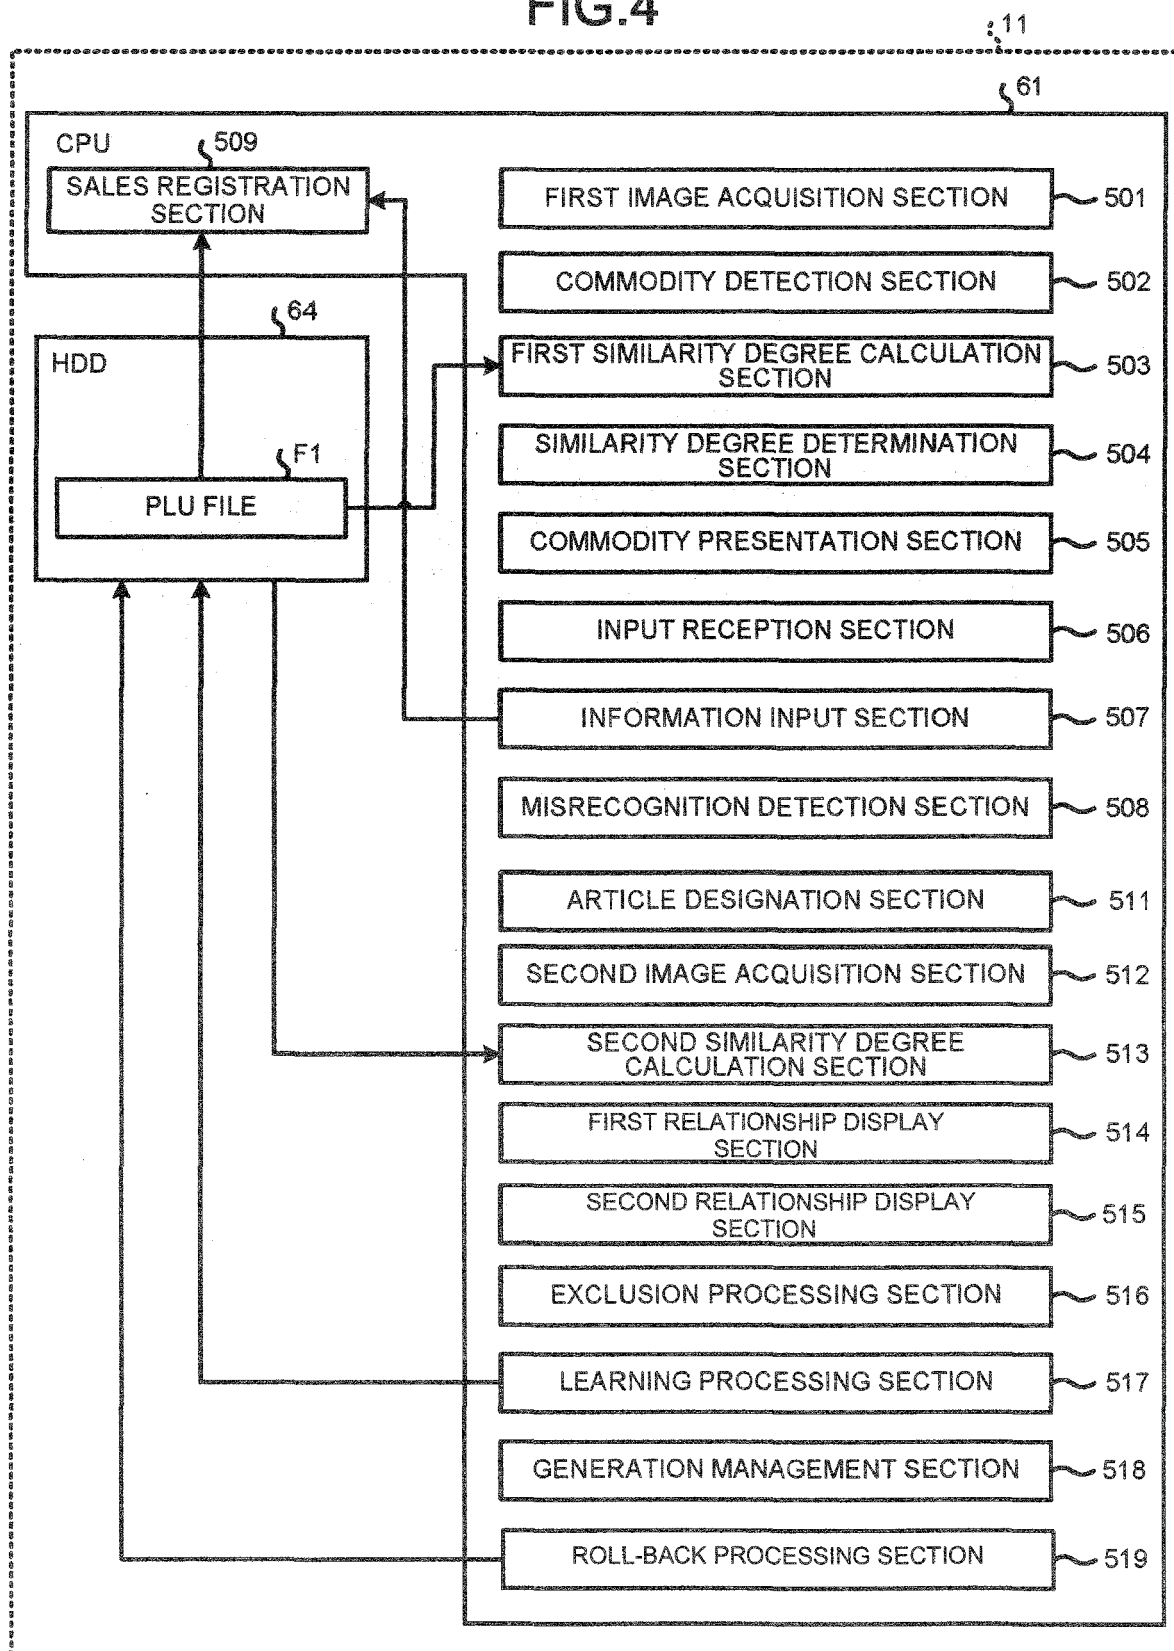 FIG.4
11
61
CPU
509
SALES REGISTRATION
SECTION
FIRST IMAGE ACQUISITION SECTION
501
COMMODITY DETECTION SECTION
502
64
HDD
FIRST SIMILARITY DEGREE CALCULATION
SECTION
503
SIMILARITY DEGREE DETERMINATION
SECTION
504
F1
PLU FILE
COMMODITY PRESENTATION SECTION
505
INPUT RECEPTION SECTION
506
INFORMATION INPUT SECTION
507
MISRECOGNITION DETECTION SECTION
508
ARTICLE DESIGNATION SECTION
511
SECOND IMAGE ACQUISITION SECTION
512
SECOND SIMILARITY DEGREE
CALCULATION SECTION
513
FIRST RELATIONSHIP DISPLAY
SECTION
514
SECOND RELATIONSHIP DISPLAY
SECTION
515
EXCLUSION PROCESSING SECTION
516
LEARNING PROCESSING SECTION
517
GENERATION MANAGEMENT SECTION
518
ROLL-BACK PROCESSING SECTION
519